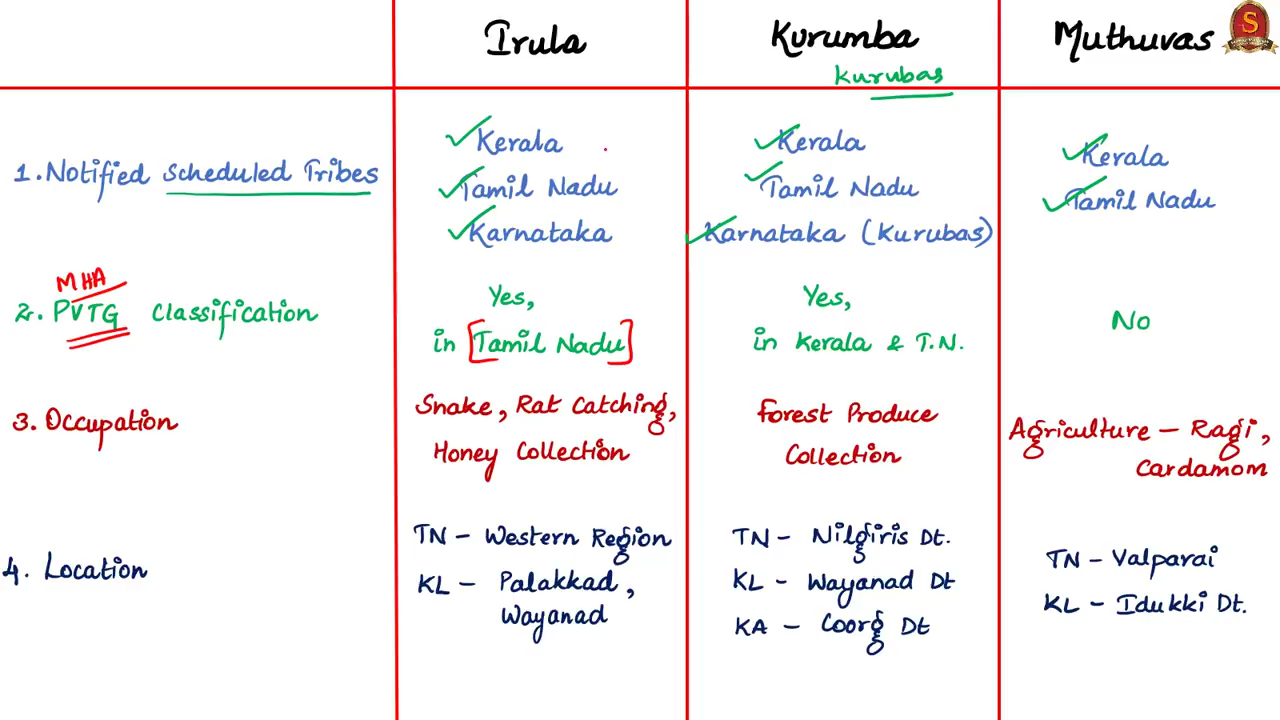 Irula
Kurumba
Muthuvas
S
Kurubas
1. Notified Scheduled Tribes
Kerala
Tamil Nadu
Karnataka
Kerala
Tamil Nadu
Karnataka (Kurubas)
Kerala
Tamil Nadu
MHA
2. PVTG Classification
Yes,
in [Tamil Nadu]
Yes,
in Kerala & T.N.
No
3. Occupation
Snake, Rat Catching,
Honey Collection
Forest Produce
Collection
Agriculture – Ragi,
Cardamom
4. Location
TN – Western Region
KL – Palakkad,
Wayanad
TN – Nilgiris Dt.
KL – Wayanad Dt
KA – Coorg Dt
TN – Valparai
KL – Idukki Dt.